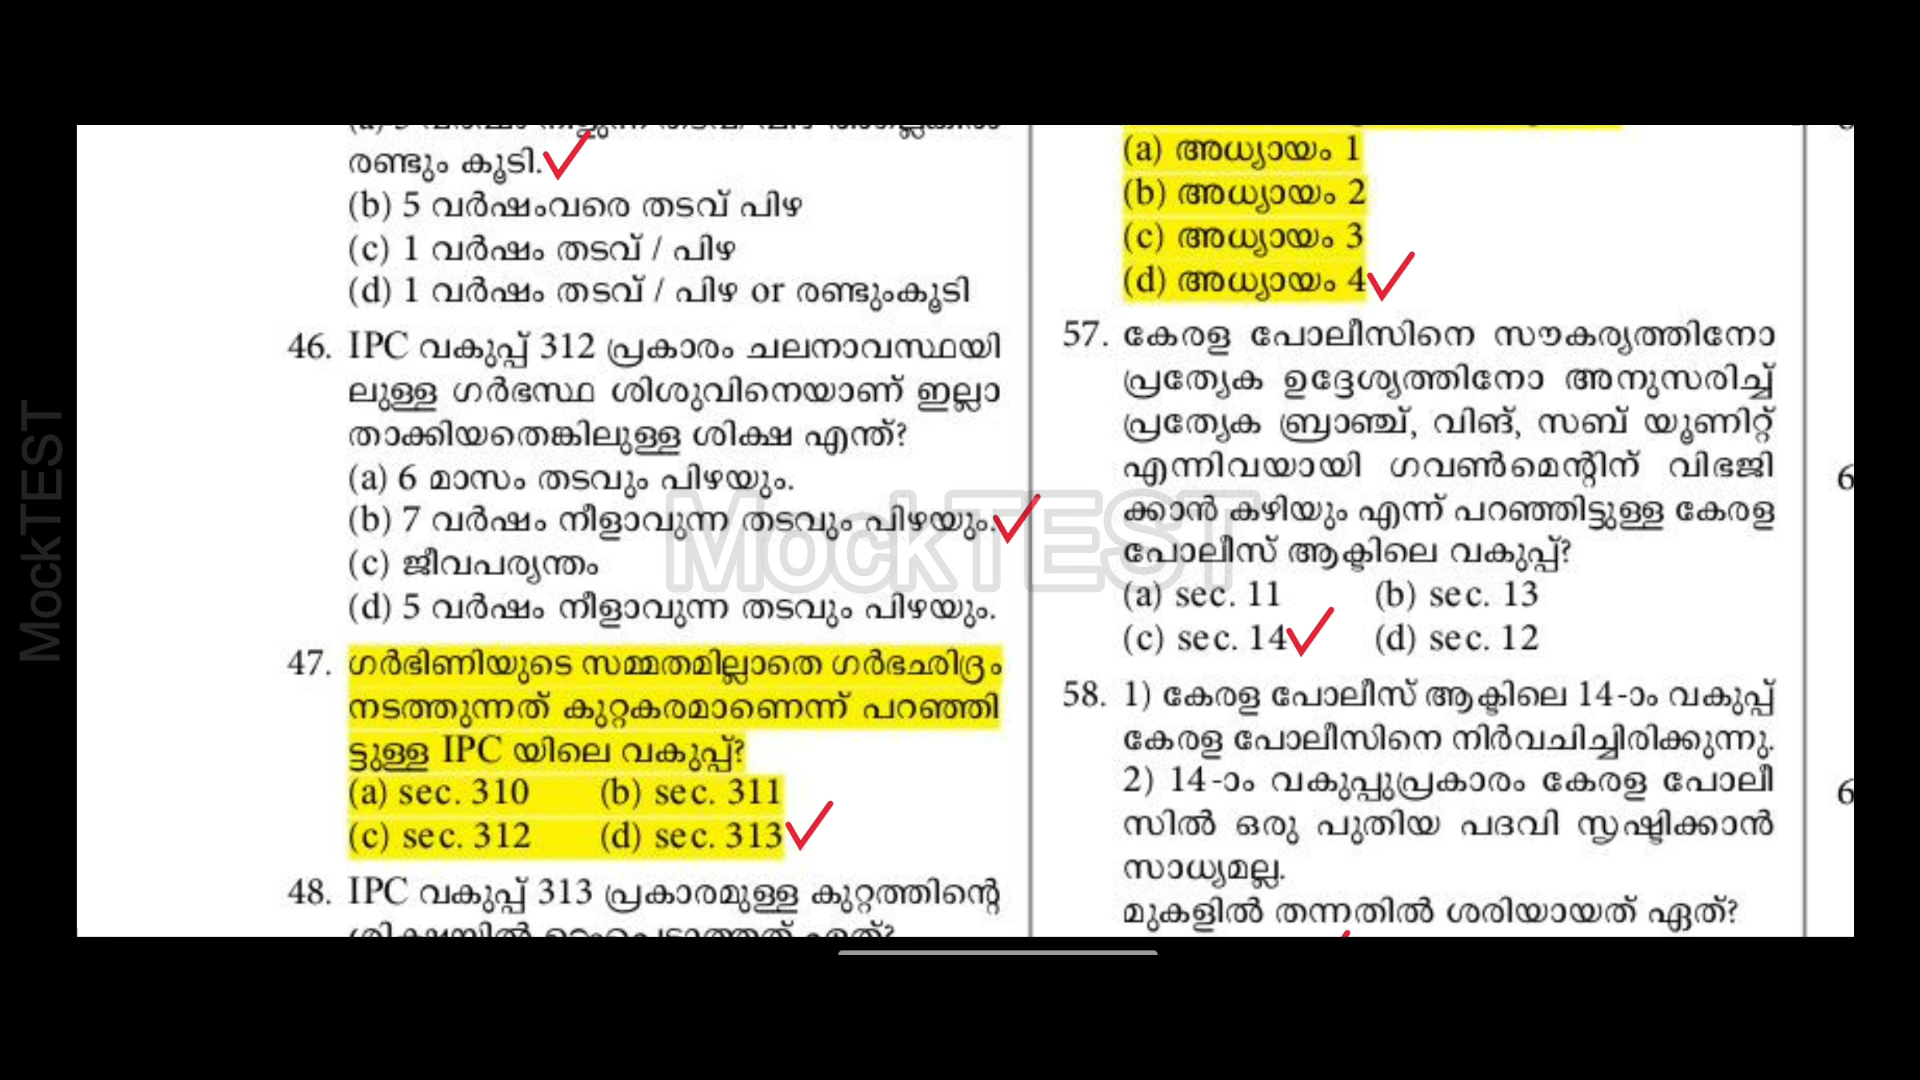 രണ്ടും കൂടി.
(b) 5 വർഷംവരെ തടവ് പിഴ
(c) 1 വർഷം തടവ് / പിഴ
(d) 1 വർഷം തടവ് / പിഴ or രണ്ടുംകൂടി
46. IPC വകുപ്പ് 312 പ്രകാരം ചലനാവസ്ഥയി
ലുള്ള ഗർഭസ്ഥ ശിശുവിനെയാണ് ഇല്ലാ
താക്കിയതെങ്കിലുള്ള ശിക്ഷ എന്ത്?
(a) 6 മാസം തടവും പിഴയും.
(b) 7 വർഷം നീളാവുന്ന തടവും പിഴയും.
(c) ജീവപര്യന്തം
(d) 5 വർഷം നീളാവുന്ന തടവും പിഴയും.
47. ഗർഭിണിയുടെ സമ്മതമില്ലാതെ ഗർഭഛിദ്രം
നടത്തുന്നത് കുറ്റകരമാണെന്ന് പറഞ്ഞി
ട്ടുള്ള IPC യിലെ വകുപ്പ്?
(a) sec. 310 (b) sec. 311
(c) sec. 312 (d) sec. 313
48. IPC വകുപ്പ് 313 പ്രകാരമുള്ള കുറ്റത്തിന്റെ
(a) അധ്യായം 1
(b) അധ്യായം 2
(c) അധ്യായം 3
(d) അധ്യായം 4
57. കേരള പോലീസിനെ സൗകര്യത്തിനോ
പ്രത്യേക ഉദ്ദേശ്യത്തിനോ അനുസരിച്ച്
പ്രത്യേക ബ്രാഞ്ച്, വിങ്, സബ് യൂണിറ്റ്
എന്നിവയായി ഗവൺമെന്റിന് വിഭജി
ക്കാൻ കഴിയും എന്ന് പറഞ്ഞിട്ടുള്ള കേരള
പോലീസ് ആക്ടിലെ വകുപ്പ്?
(a) sec. 11 (b) sec. 13
(c) sec. 14 (d) sec. 12
58. 1) കേരള പോലീസ് ആക്ടിലെ 14-ാം വകുപ്പ്
കേരള പോലീസിനെ നിർവചിച്ചിരിക്കുന്നു.
2) 14-ാം വകുപ്പുപ്രകാരം കേരള പോലീ
സിൽ ഒരു പുതിയ പദവി സൃഷ്ടിക്കാൻ
സാധ്യമല്ല.
മുകളിൽ തന്നതിൽ ശരിയായത് ഏത്?
MockTEST
MockTEST